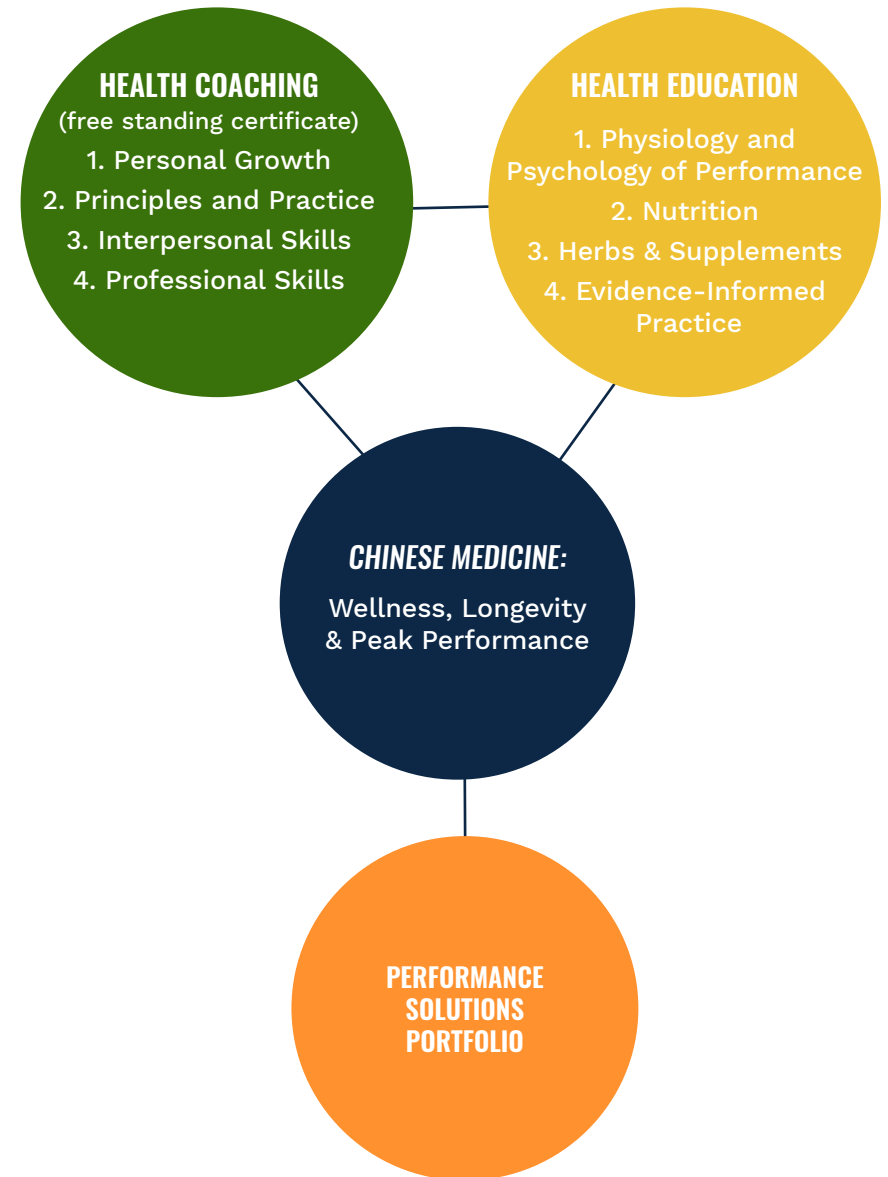 HEALTH COACHING
(free standing certificate)
1. Personal Growth
2. Principles and Practice
3. Interpersonal Skills
4. Professional Skills
HEALTH EDUCATION
1. Physiology and
Psychology of Performance
2. Nutrition
3. Herbs & Supplements
4. Evidence-Informed
Practice
CHINESE MEDICINE:
Wellness, Longevity
& Peak Performance
PERFORMANCE
SOLUTIONS
PORTFOLIO